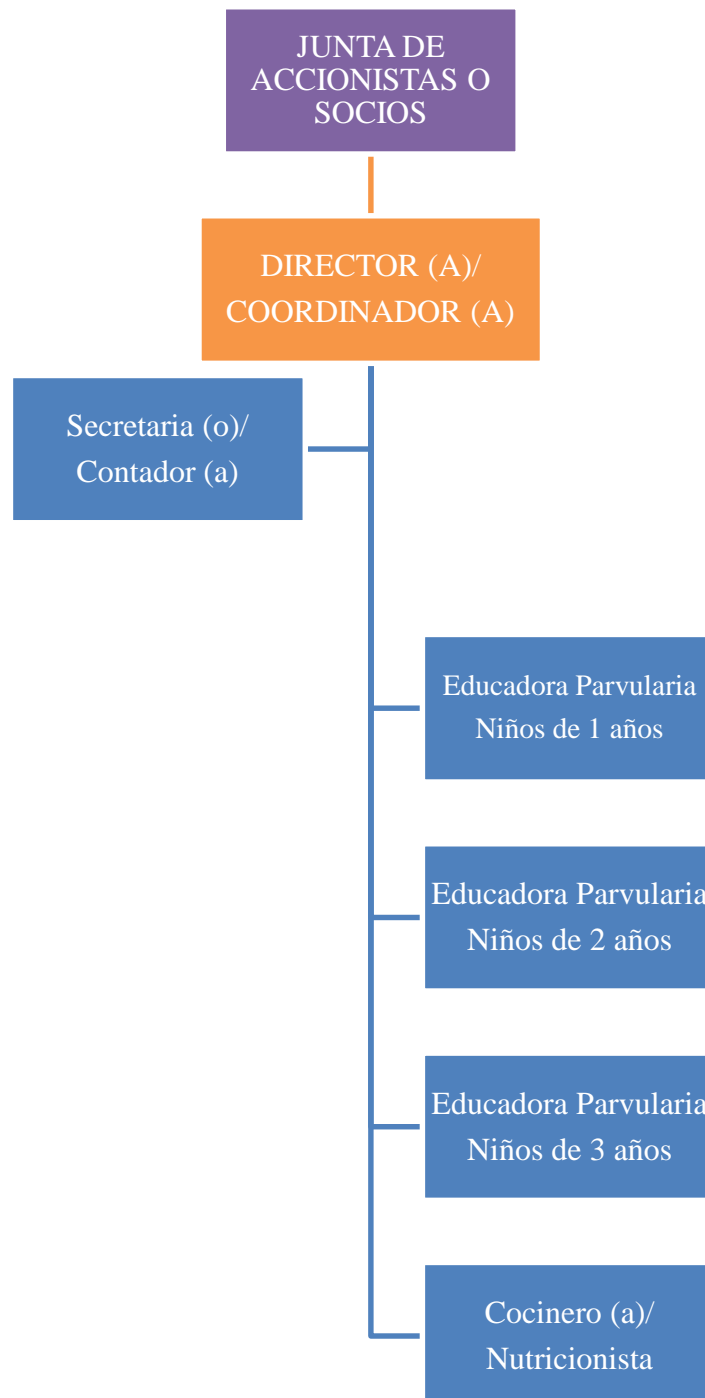 JUNTA DE
ACCIONISTAS O
SOCIOS
DIRECTOR (A)/
COORDINADOR (A)
Secretaria (o)/
Contador (a)
Educadora Parvularia
Niños de 1 años
Educadora Parvularia
Niños de 2 años
Educadora Parvularia
Niños de 3 años
Cocinero (a)/
Nutricionista